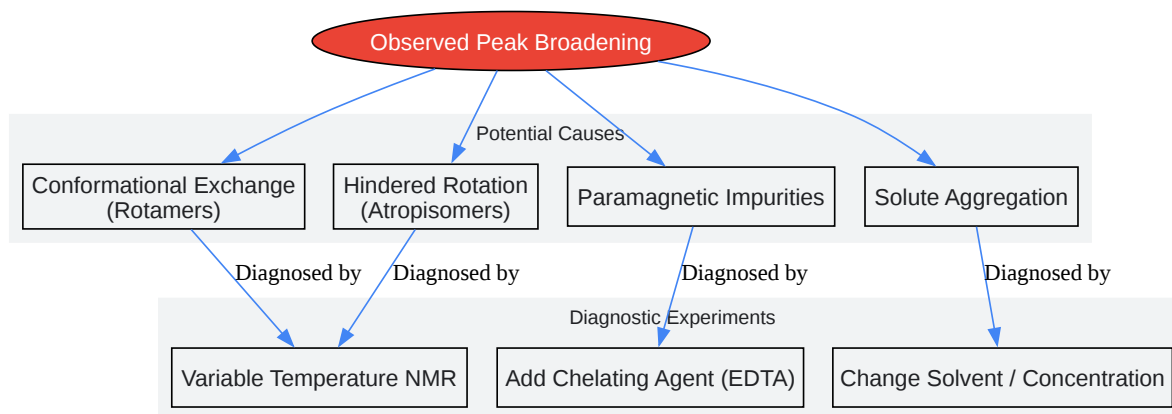 Observed Peak Broadening
Potential Causes
Conformational Exchange
(Rotamers)
Hindered Rotation
(Atropisomers)
Paramagnetic Impurities
Solute Aggregation
Diagnosed by
Diagnosed by
Diagnosed by
Diagnosed by
Diagnostic Experiments
Variable Temperature NMR
Add Chelating Agent (EDTA)
Change Solvent / Concentration